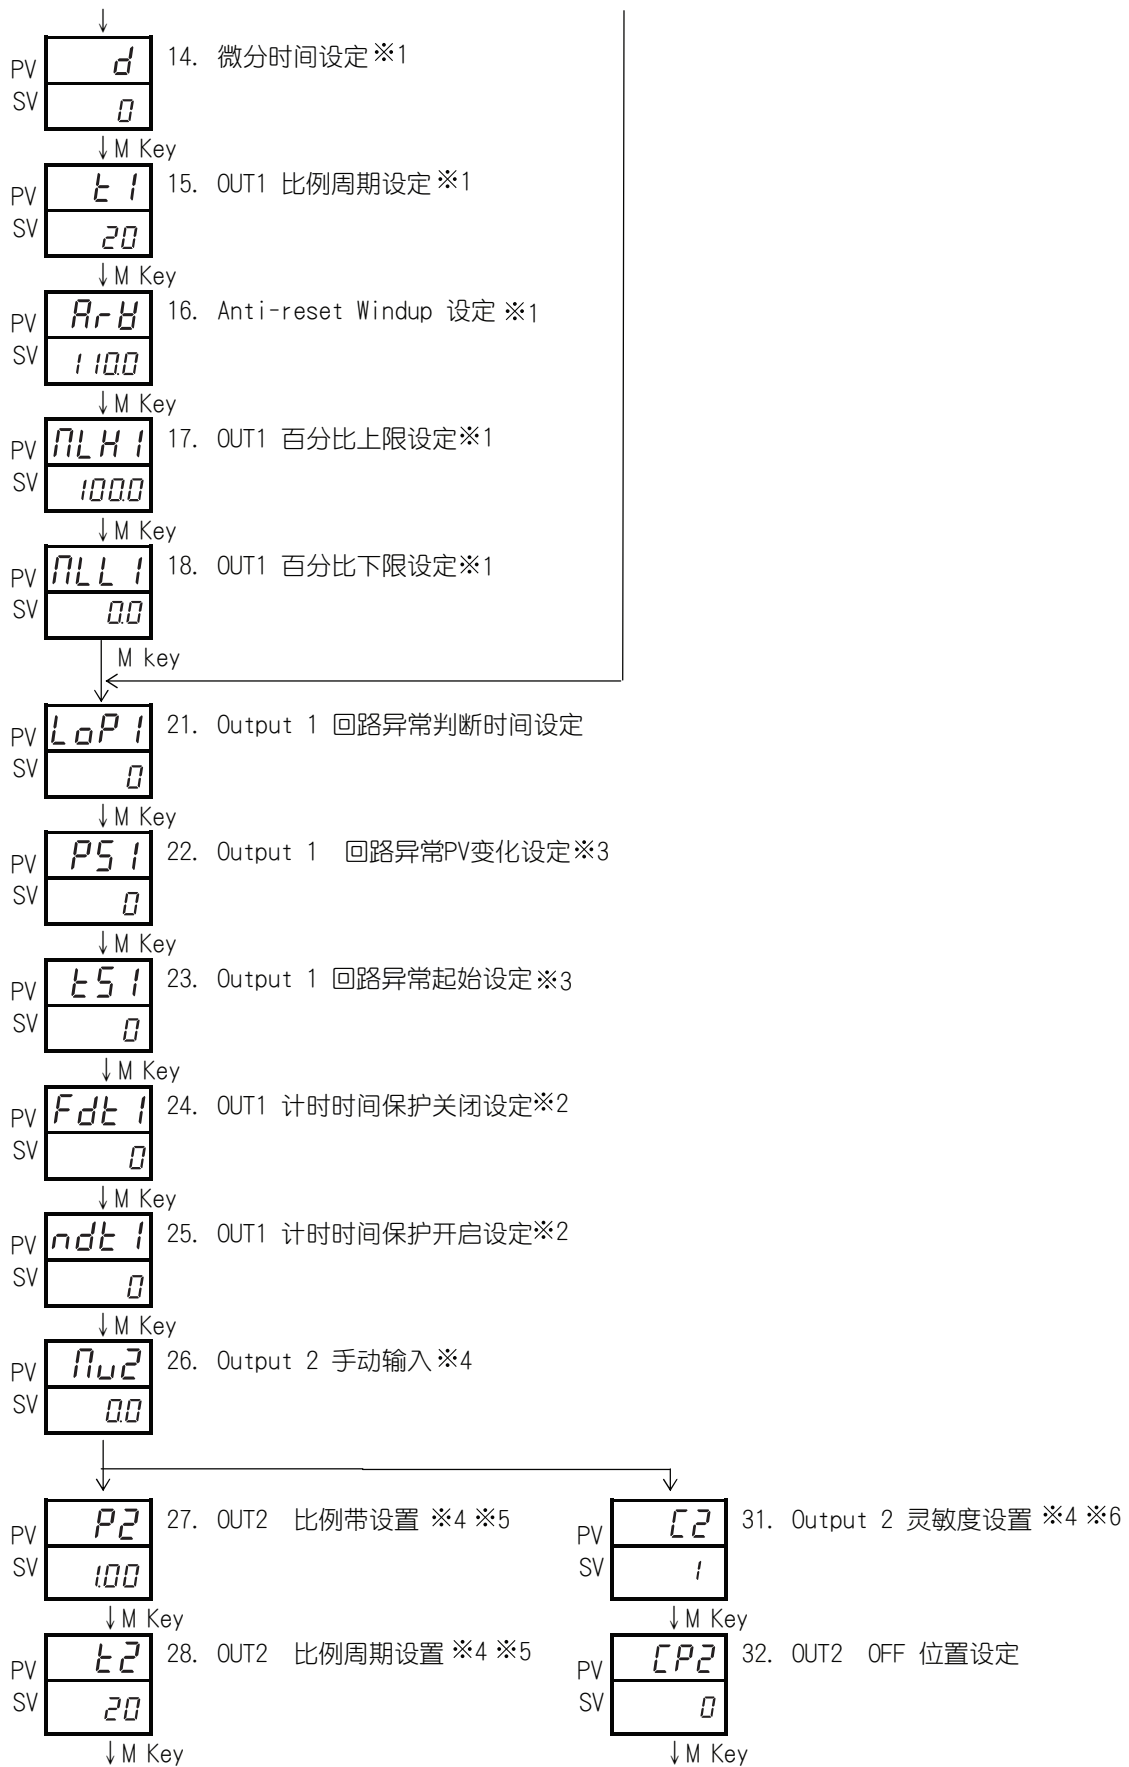 d
14. 微分时间设定※1
PV
SV
0
↓M Key
t1
15. OUT1 比例周期设定※1
PV
SV
20
↓M Key
ArW
16. Anti-reset Windup 设定※1
PV
SV
110.0
↓M Key
MLH1
17. OUT1 百分比上限设定※1
PV
SV
100.0
↓M Key
MLL1
18. OUT1 百分比下限设定※1
PV
SV
0.0
M key
LoP1
21. Output 1 回路异常判断时间设定
PV
SV
0
↓M Key
PS1
22. Output 1 回路异常PV变化设定※3
PV
SV
0
↓M Key
tS1
23. Output 1 回路异常起始设定※3
PV
SV
0
↓M Key
Fdt1
24. OUT1 计时时间保护关闭设定※2
PV
SV
0
↓M Key
ndt1
25. OUT1 计时时间保护开启设定※2
PV
SV
0
↓M Key
Mv2
26. Output 2 手动输入※4
PV
SV
0.0
P2
27. OUT2 比例带设置 ※4 ※5
PV
SV
1.00
↓M Key
t2
28. OUT2 比例周期设置 ※4 ※5
PV
SV
20
↓M Key
C2
31. Output 2 灵敏度设置 ※4 ※6
PV
SV
1
↓M Key
CP2
32. OUT2 OFF 位置设定
PV
SV
0
↓M Key